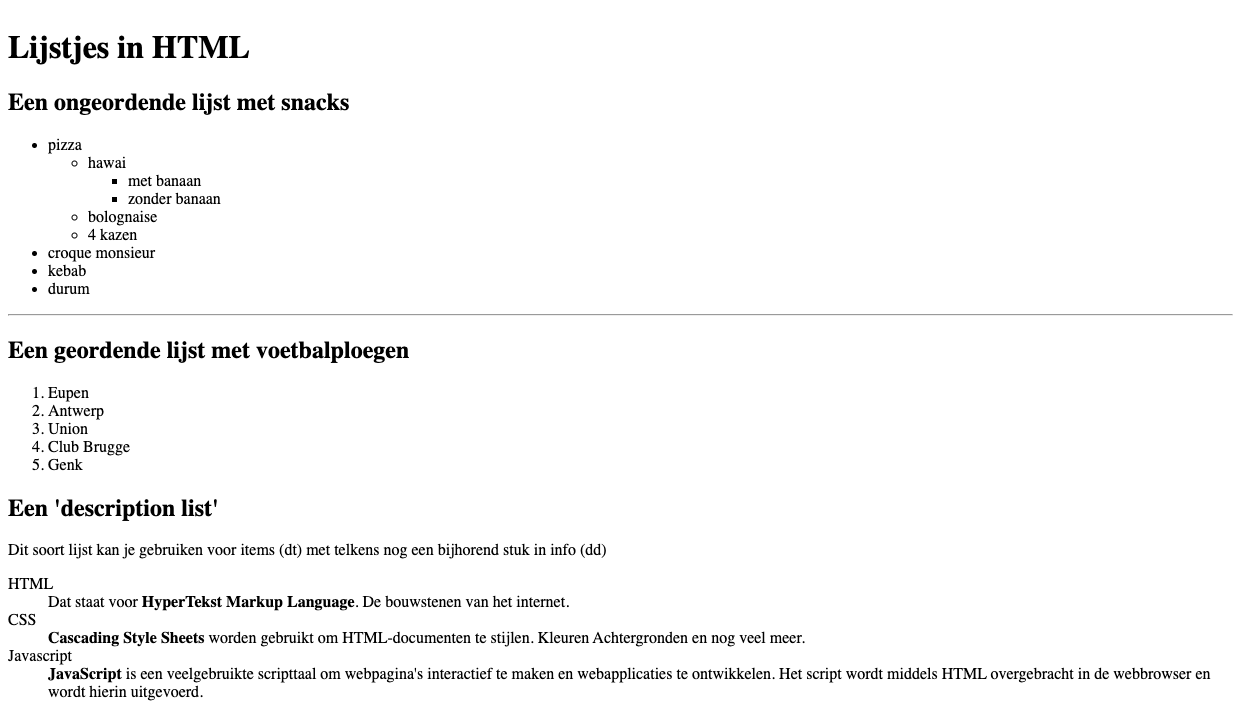 Lijstjes in HTML
Een ongeordende lijst met snacks
pizza
hawai
met banaan
zonder banaan
bolognaise
4 kazen
croque monsieur
kebab
durum
Een geordende lijst met voetbalploegen
1. Eupen
2. Antwerp
3. Union
4. Club Brugge
5. Genk
Een 'description list'
Dit soort lijst kan je gebruiken voor items (dt) met telkens nog een bijhorend stuk in info (dd)
HTML
Dat staat voor HyperTekst Markup Language. De bouwstenen van het internet.
CSS
Cascading Style Sheets worden gebruikt om HTML-documenten te stijlen. Kleuren Achtergronden en nog veel meer.
Javascript
JavaScript is een veelgebruikte scripttaal om webpagina's interactief te maken en webapplicaties te ontwikkelen. Het script wordt middels HTML overgebracht in de webbrowser en
wordt hierin uitgevoerd.